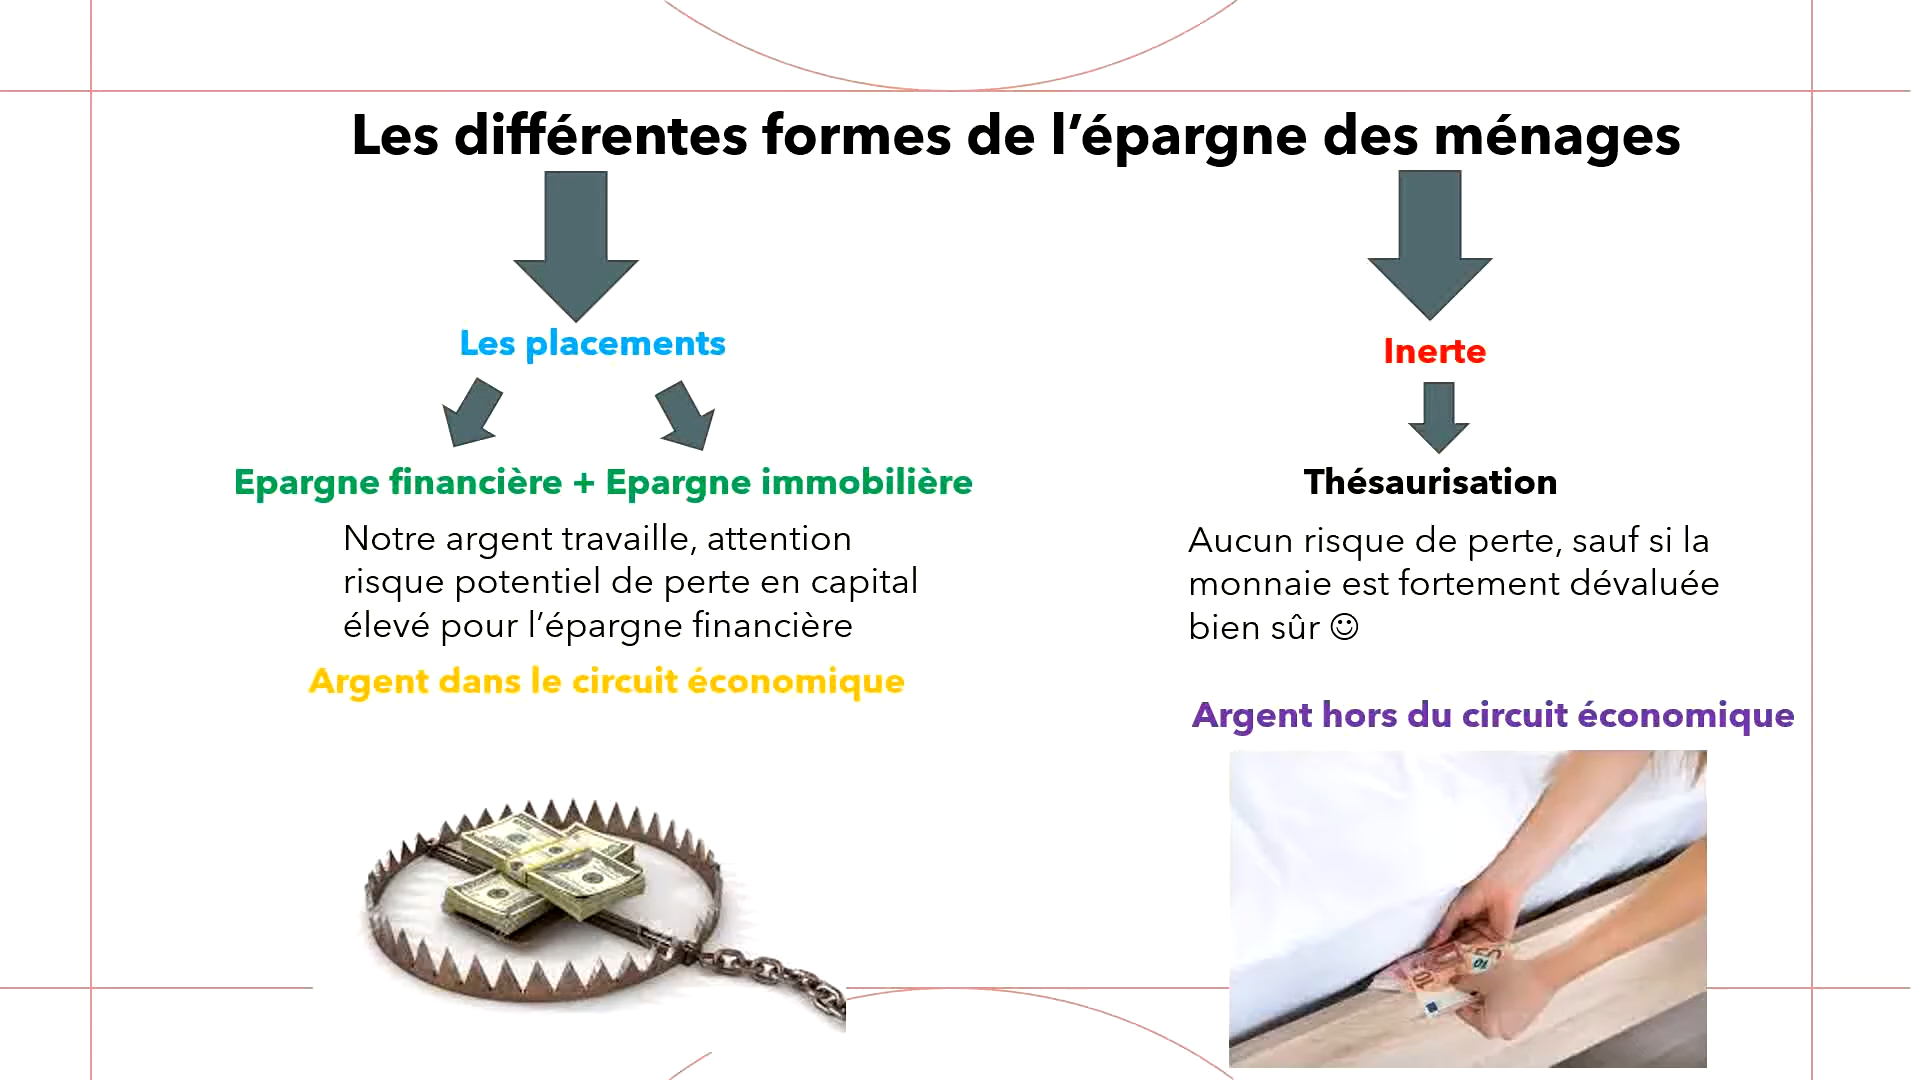 Les différentes formes de l’épargne des ménages
Les placements
Epargne financière + Epargne immobilière
Notre argent travaille, attention
risque potentiel de perte en capital
élevé pour l’épargne financière
Argent dans le circuit économique
Inerte
Thésaurisation
Aucun risque de perte, sauf si la
monnaie est fortement dévaluée
bien sûr ☺
Argent hors du circuit économique
10
10